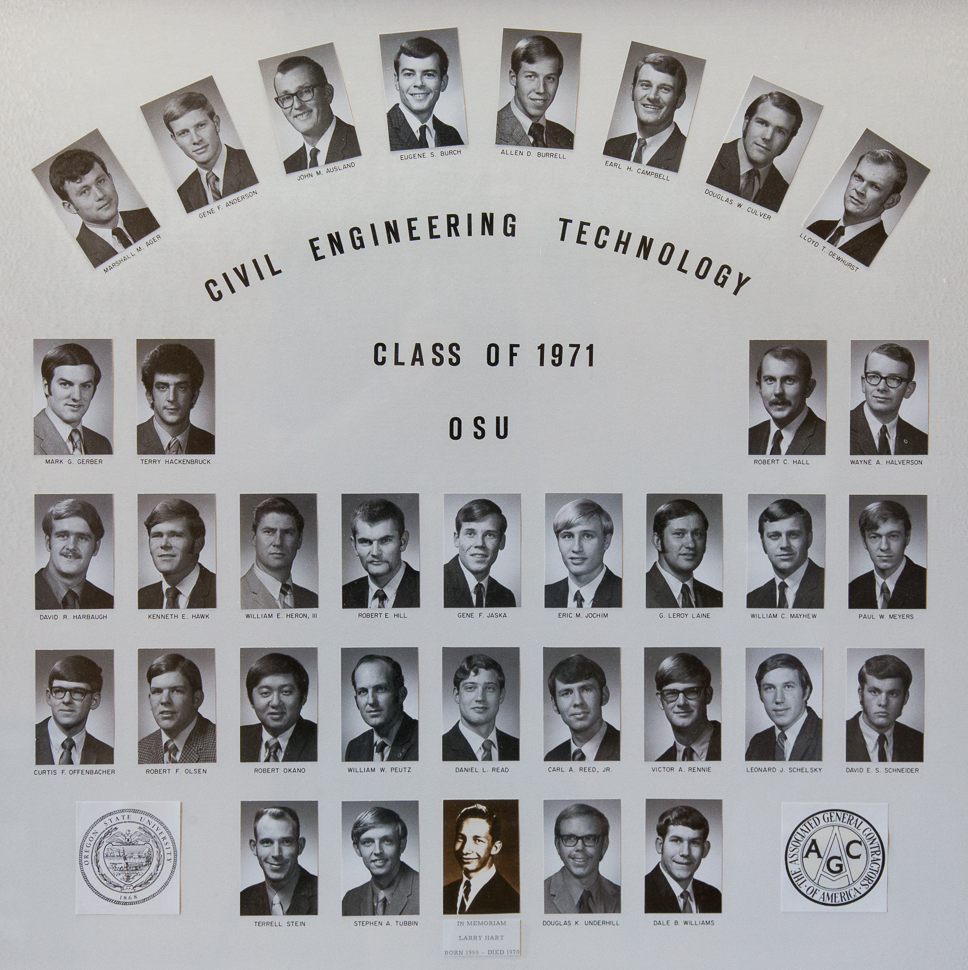 MARSHALL M. AGER
GENE F. ANDERSON
JOHN M. AUSLAND
EUGENE S. BURCH
ALLEN D. BURRELL
EARL H. CAMPBELL
DOUGLAS W. CULVER
LLOYD T. DEWHURST
CIVIL ENGINEERING TECHNOLOGY
CLASS OF 1971
OSU
MARK G. GERBER
TERRY HACKENBRUCK
ROBERT C. HALL
WAYNE A. HALVERSON
DAVID R. HARBAUGH
KENNETH E. HAWK
WILLIAM E. HERON, III
ROBERT E. HILL
GENE F. JASKA
ERIC M. JOCHIM
G. LEROY LAINE
WILLIAM C. MAYHEW
PAUL W. MEYERS
CURTIS F. OFFENBACHER
ROBERT F. OLSEN
ROBERT OKANO
WILLIAM W. PEUTZ
DANIEL L. READ
CARL A. REED, JR.
VICTOR A. RENNIE
LEONARD J. SCHELSKY
DAVID E. S. SCHNEIDER
OREGON STATE UNIVERSITY
1868
TERRELL STEIN
STEPHEN A. TUBBIN
IN MEMORIAM
LARRY HART
DIED 1970
DOUGLAS K. UNDERHILL
DALE B. WILLIAMS
THE ASSOCIATED GENERAL CONTRACTORS OF AMERICA
AGC